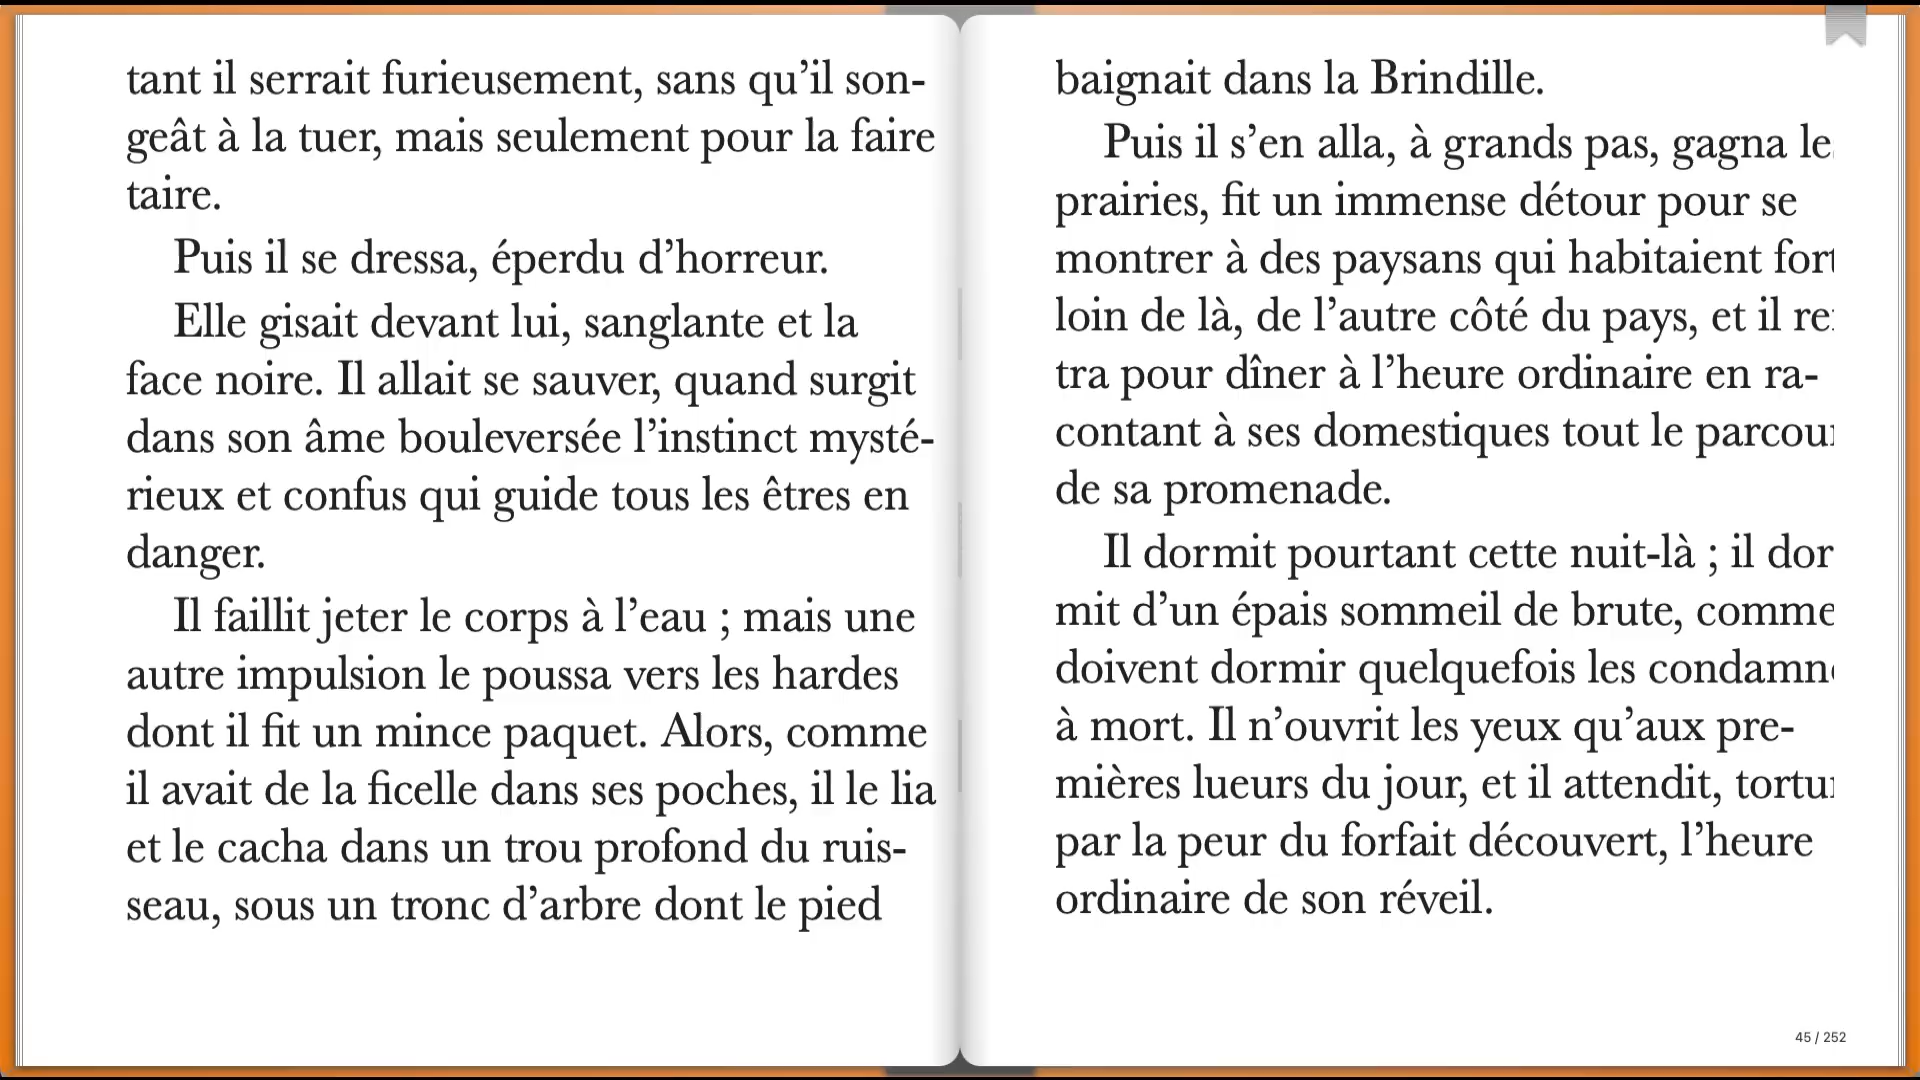 tant il serrait furieusement, sans qu’il son-
geât à la tuer, mais seulement pour la faire
taire.
Puis il se dressa, éperdu d’horreur.
Elle gisait devant lui, sanglante et la
face noire. Il allait se sauver, quand surgit
dans son âme bouleversée l’instinct mysté-
rieux et confus qui guide tous les êtres en
danger.
Il faillit jeter le corps à l’eau ; mais une
autre impulsion le poussa vers les hardes
dont il fit un mince paquet. Alors, comme
il avait de la ficelle dans ses poches, il le lia
et le cacha dans un trou profond du ruis-
seau, sous un tronc d’arbre dont le pied
baignait dans la Brindille.
Puis il s’en alla, à grands pas, gagna
prairies, fit un immense détour pour se
montrer à des paysans qui habitaient fort
loin de là, de l’autre côté du pays, et il
tra pour dîner à l’heure ordinaire en ra-
contant à ses domestiques tout le
de sa promenade.
Il dormit pourtant cette nuit-là ; il dor
mit d’un épais sommeil de brute, comme
doivent dormir quelquefois les
à mort. Il n’ouvrit les yeux qu’aux pre-
mières lueurs du jour, et il attendit,
par la peur du forfait découvert, l’heure
ordinaire de son réveil.
45 / 252